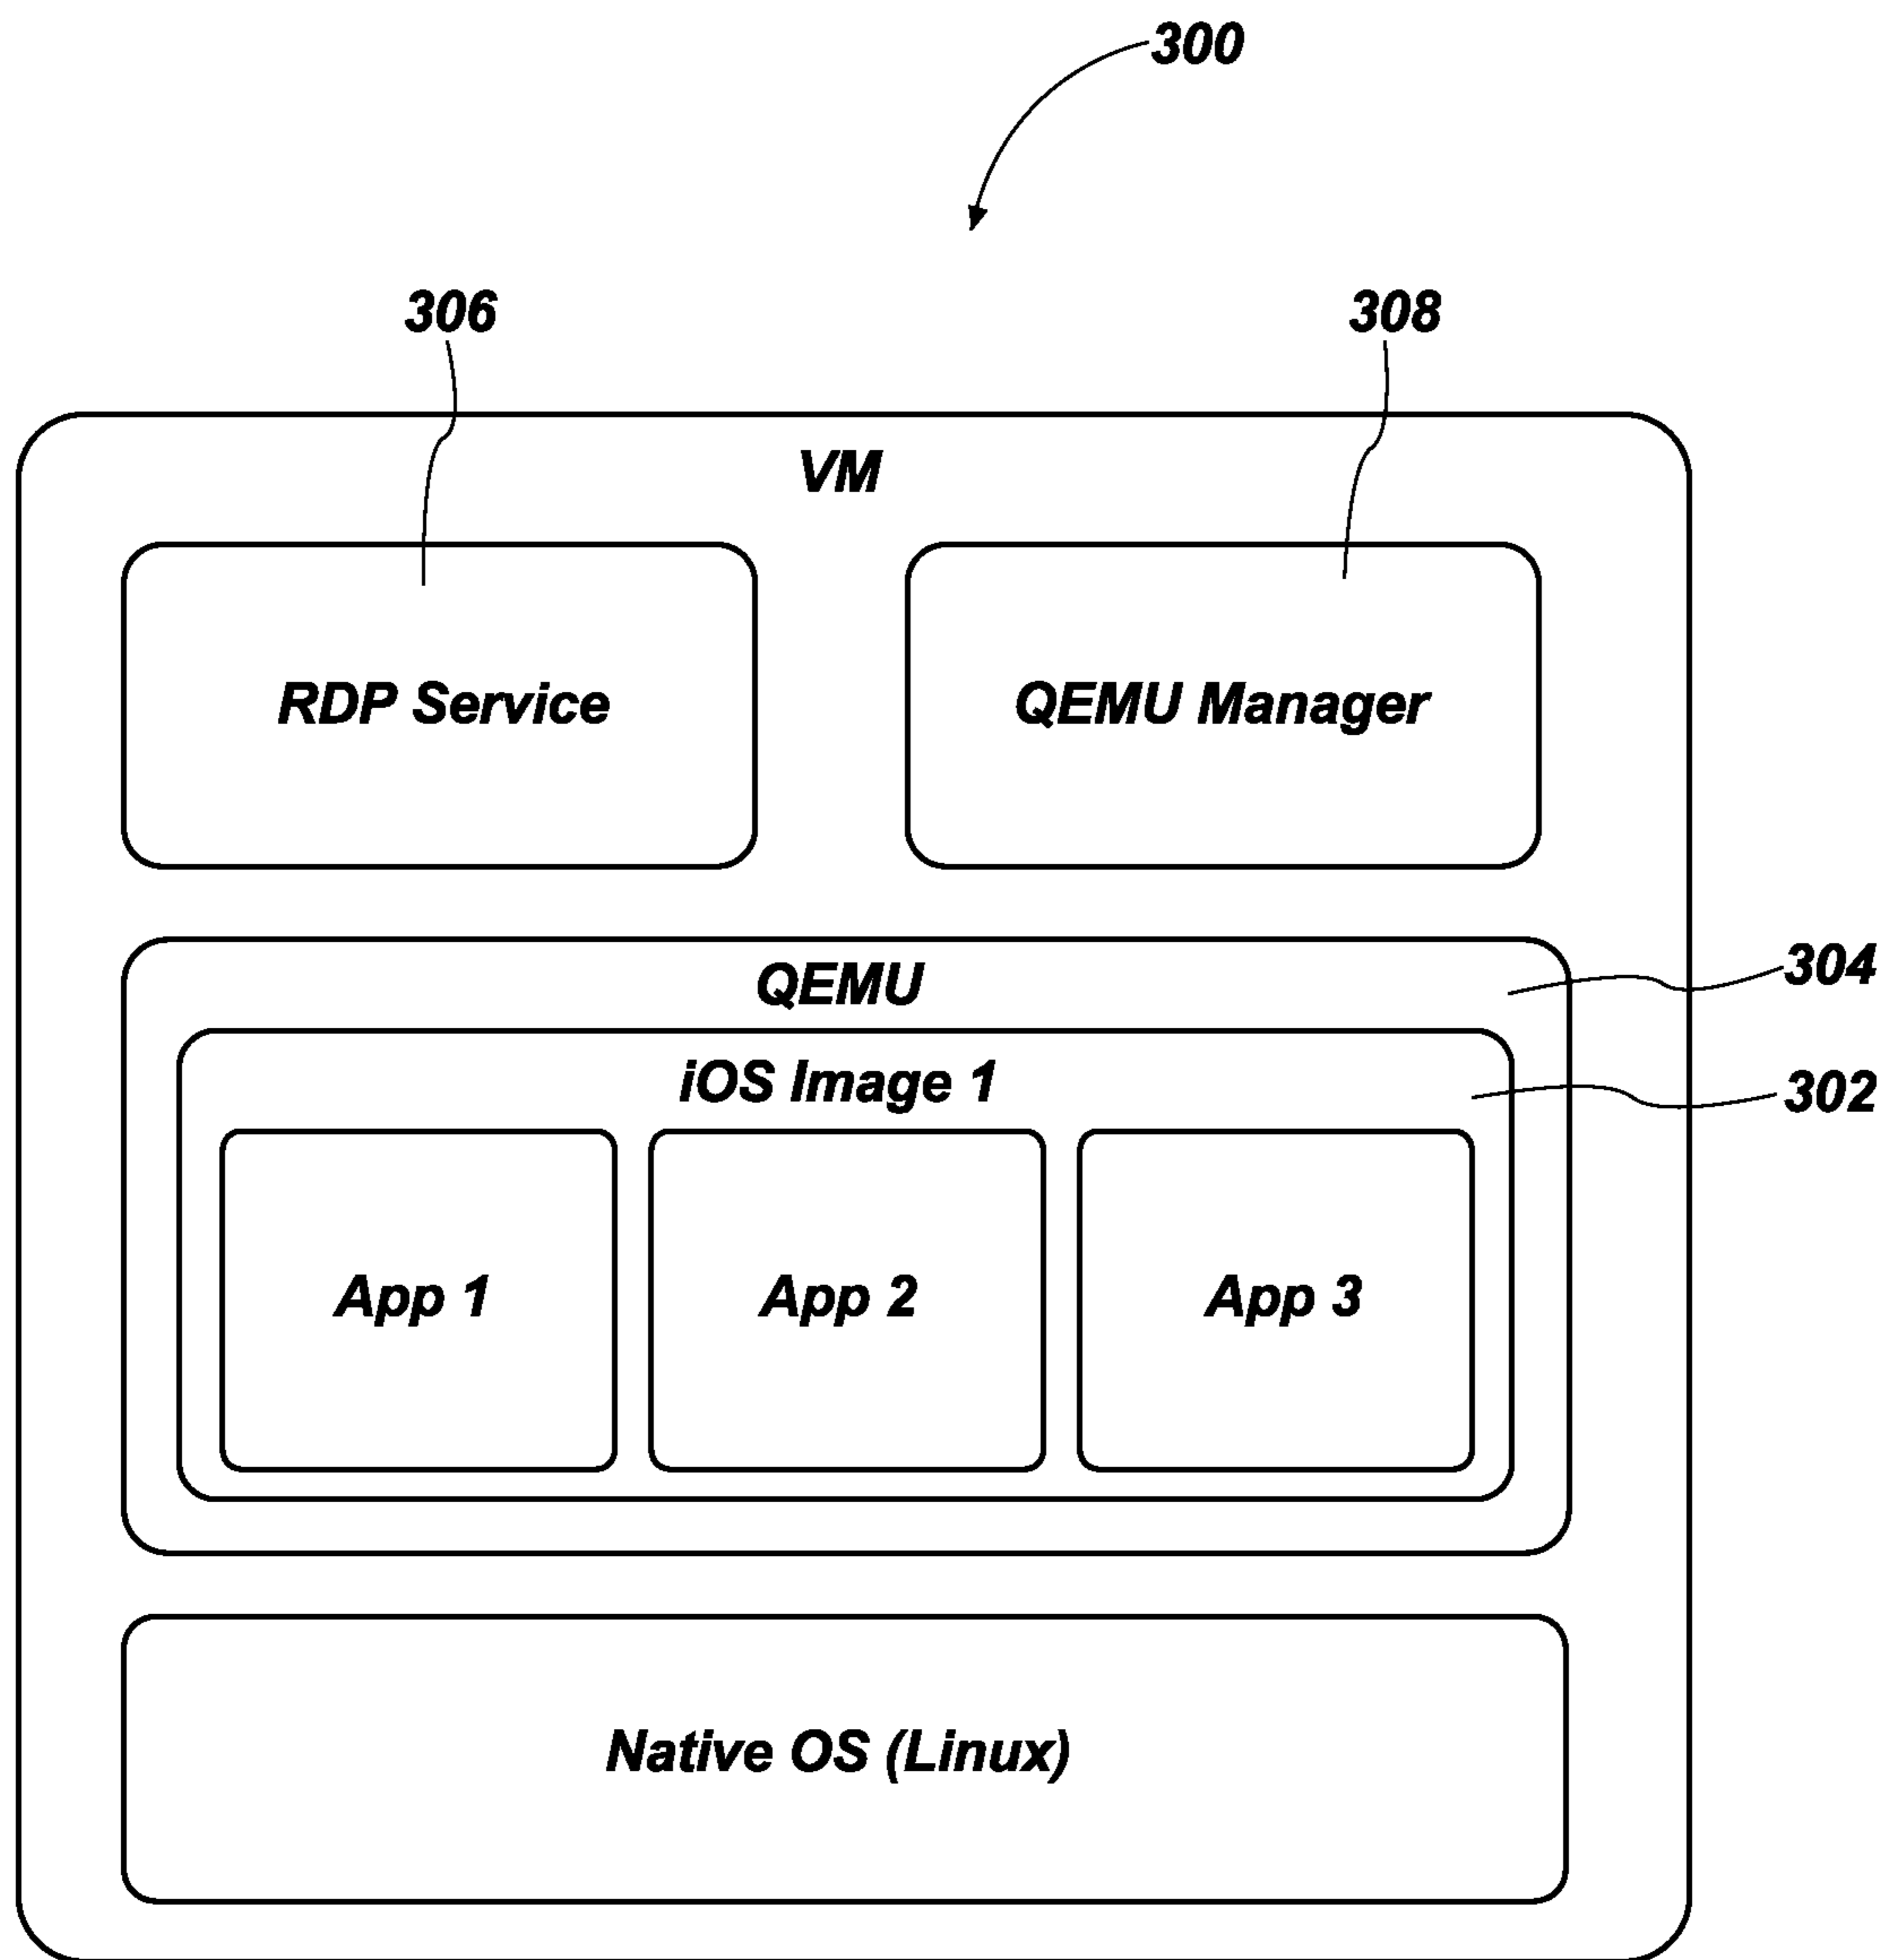 300
306
308
VM
RDP Service
QEMU Manager
QEMU
304
iOS Image 1
302
App 1
App 2
App 3
Native OS (Linux)